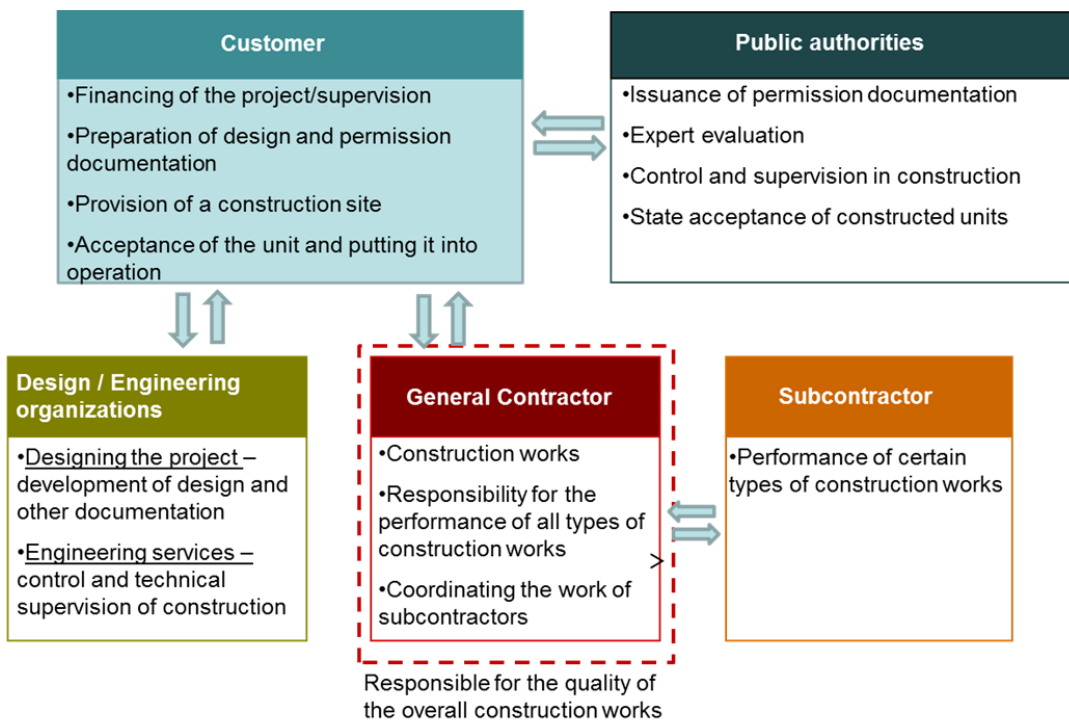 Customer
•Financing of the project/supervision
•Preparation of design and permission
documentation
•Provision of a construction site
•Acceptance of the unit and putting it into
operation
Public authorities
•Issuance of permission documentation
•Expert evaluation
•Control and supervision in construction
•State acceptance of constructed units
Design / Engineering
organizations
•Designing the project –
development of design and
other documentation
•Engineering services –
control and technical
supervision of construction
General Contractor
•Construction works
•Responsibility for the
performance of all types of
construction works
>
•Coordinating the work of
subcontractors
Responsible for the quality of
the overall construction works
Subcontractor
•Performance of certain
types of construction works